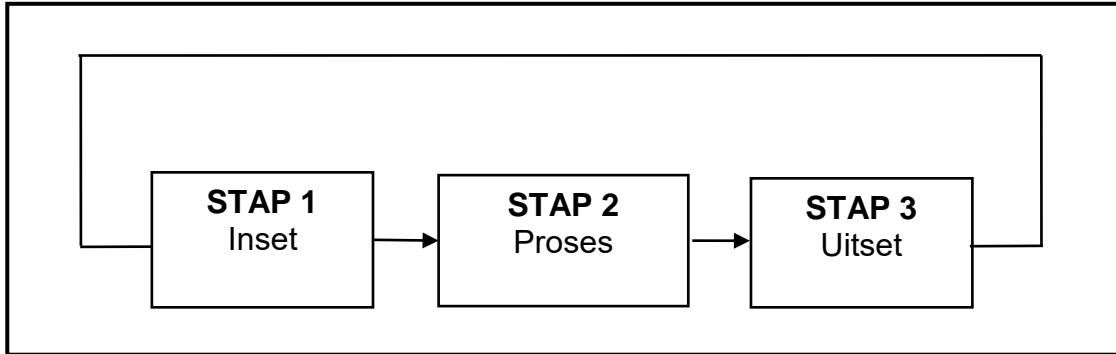 STAP 1
Inset
STAP 2
Proses
STAP 3
Uitset